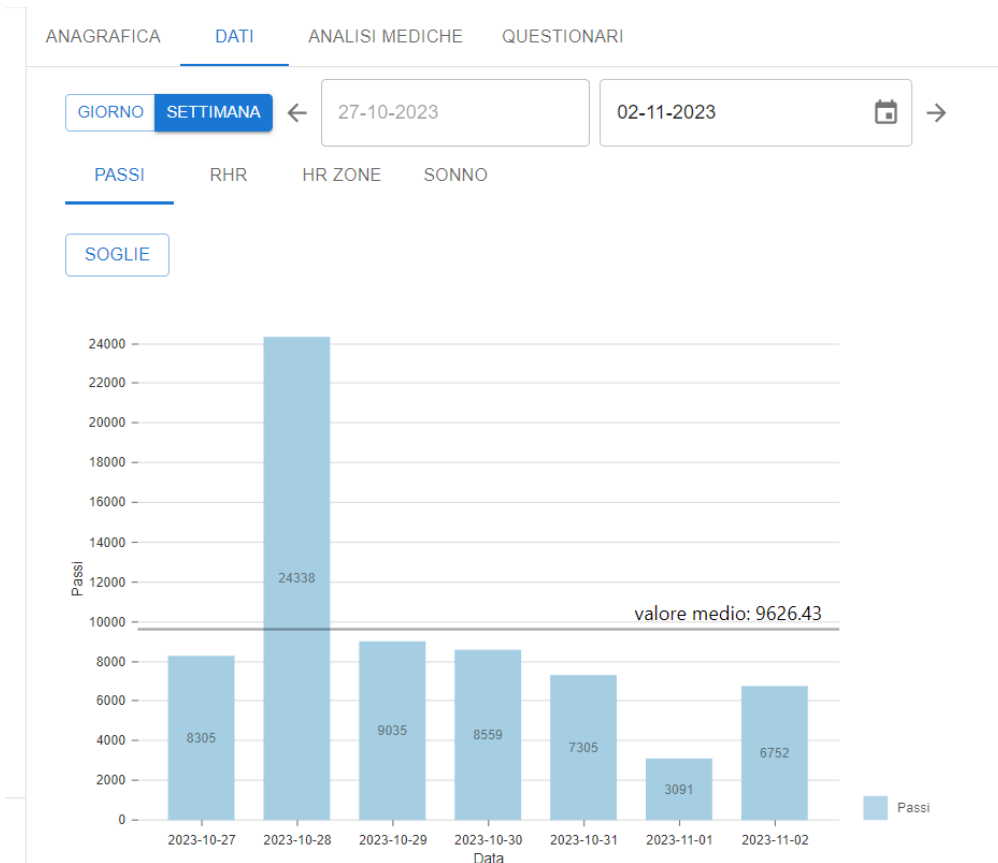 ANAGRAFICA DATI ANALISI MEDICHE QUESTIONARI
GIORNO SETTIMANA 27-10-2023 02-11-2023
PASSI RHR HR ZONE SONNO
SOGLIE
24000
22000
20000
18000
16000
14000
12000
10000
8000
6000
4000
2000
0
Passi
24338
valore medio: 9626.43
8305
9035
8559
7305
3091
6752
Passi
2023-10-27 2023-10-28 2023-10-29 2023-10-30 2023-10-31 2023-11-01 2023-11-02
Data